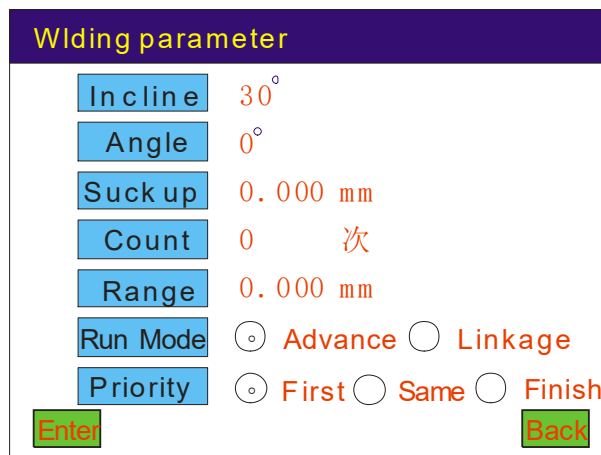 Wlding parameter
Incline 30°
Angle 0°
Suck up 0.000 mm
Count 0 次
Range 0.000 mm
Run Mode Advance Linkage
Priority First Same Finish
Enter Back